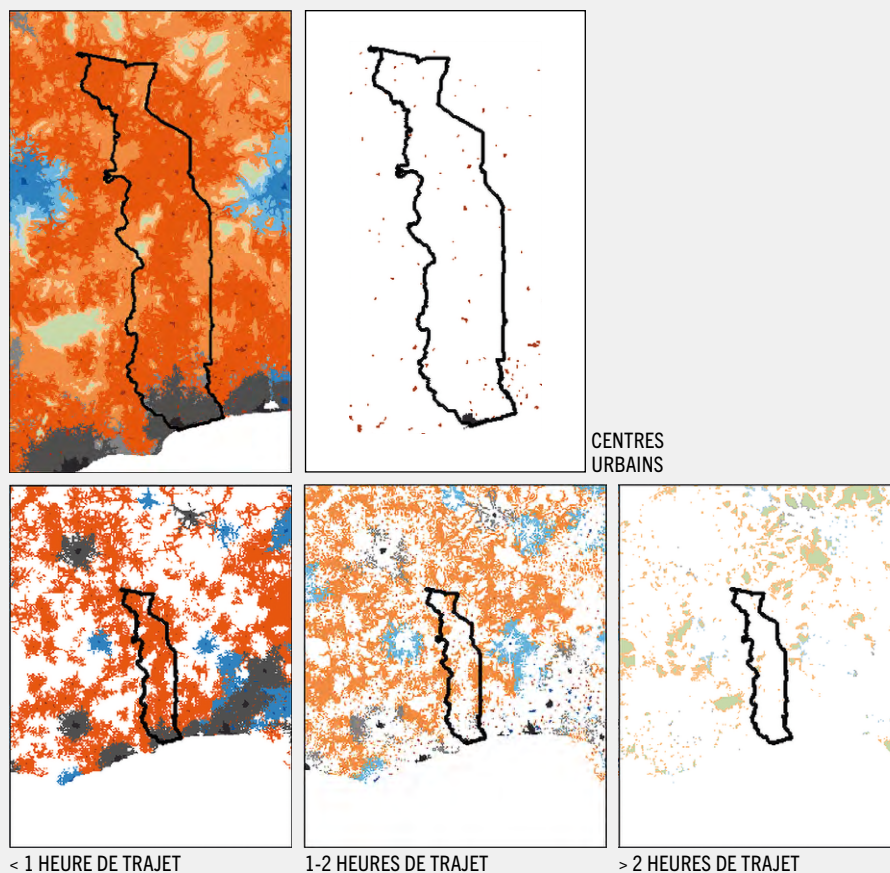 CENTRES
URBAINS
< 1 HEURE DE TRAJET
1-2 HEURES DE TRAJET
> 2 HEURES DE TRAJET